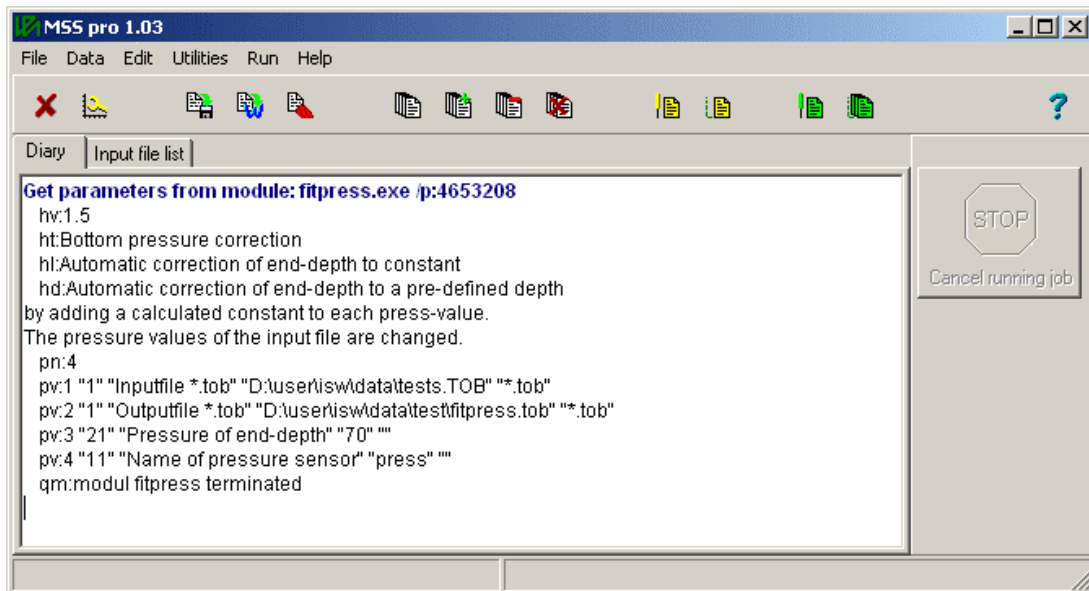 MSS pro 1.03
File Data Edit Utilities Run Help
?
Diary Input file list
Get parameters from module: fitpress.exe /p:4653208
hv:1.5
ht:Bottom pressure correction
hl:Automatic correction of end-depth to constant
hd:Automatic correction of end-depth to a pre-defined depth
by adding a calculated constant to each press-value.
The pressure values of the input file are changed.
pn:4
pv:1 "1" "Inputfile *.tob" "D:\user\isw\data\tests.TOB" "*.tob"
pv:2 "1" "Outputfile *.tob" "D:\user\isw\data\test\fitpress.tob" "*.tob"
pv:3 "21" "Pressure of end-depth" "70" ""
pv:4 "11" "Name of pressure sensor" "press" ""
qm:modul fitpress terminated
STOP
Cancel running job